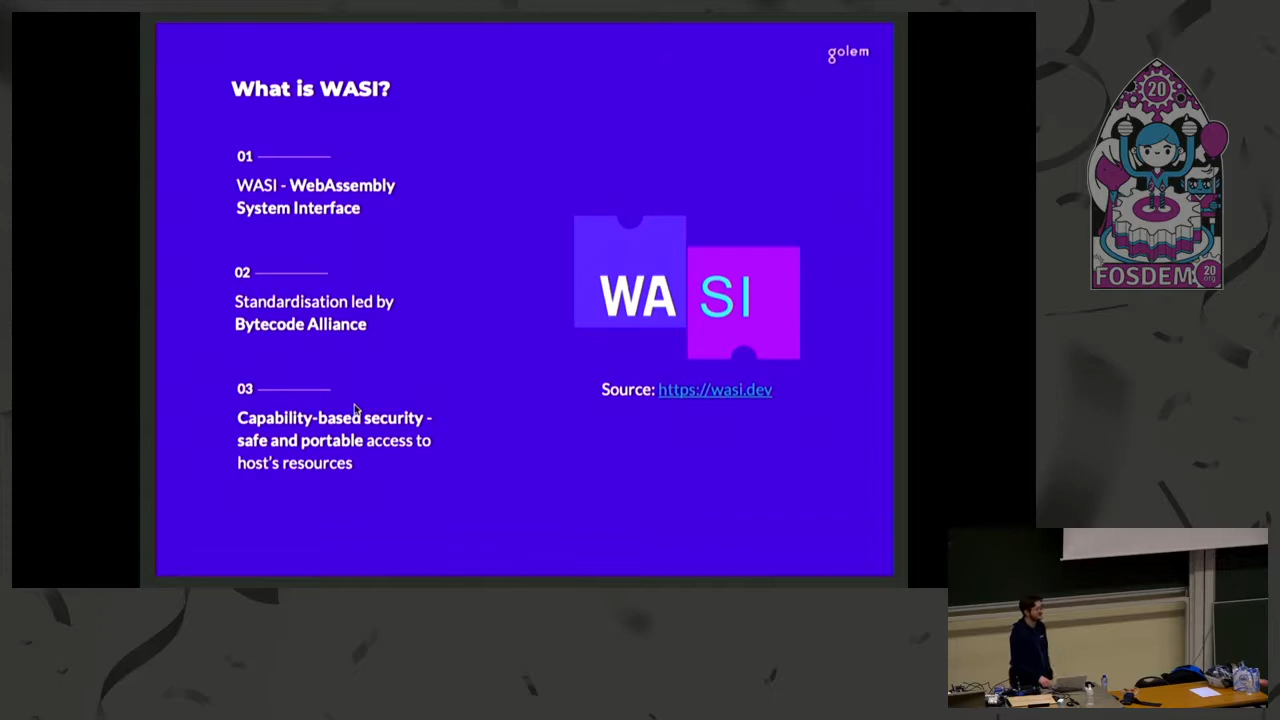 golem
What is WASI?
01
WASI - WebAssembly
System Interface
02
Standardisation led by
Bytecode Alliance
03
Capability-based security -
safe and portable access to
host's resources
WA SI
Source: https://wasi.dev
20
FOSDEM
20
.org